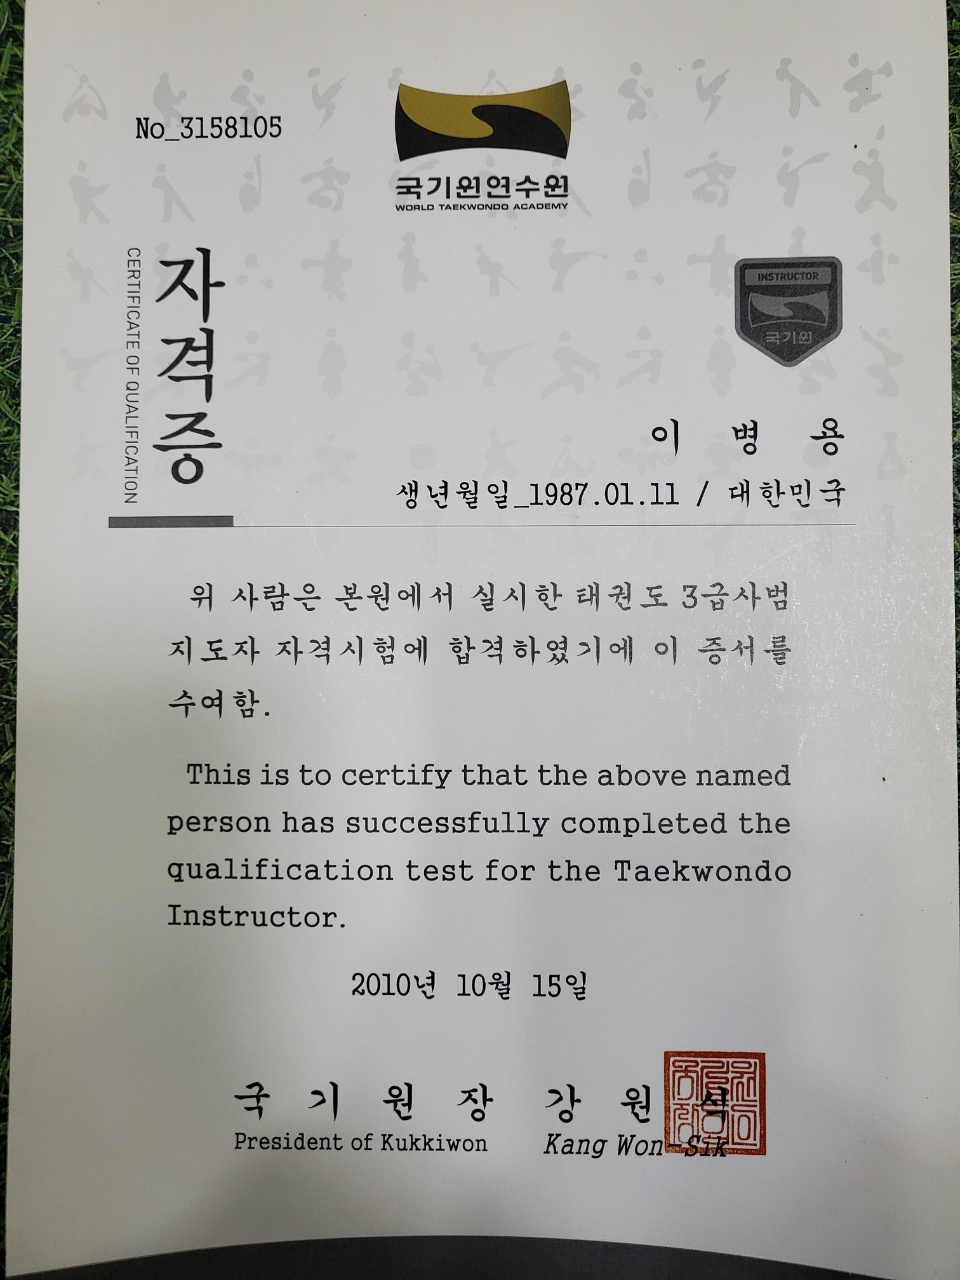 No_3158105
국기원연수원
WORLD TAEKWONDO ACADEMY
자격증
CERTIFICATE OF QUALIFICATION
INSTRUCTOR
국기원
이 병 용
생년월일_1987.01.11 / 대한민국
위 사람은 본원에서 실시한 태권도 3급사범
지도자 자격시험에 합격하였기에 이 증서를
수여함.
This is to certify that the above named
person has successfully completed the
qualification test for the Taekwondo
Instructor.
2010년 10월 15일
국 기 원 장 강 원 식
President of Kukkiwon Kang Won-Sik